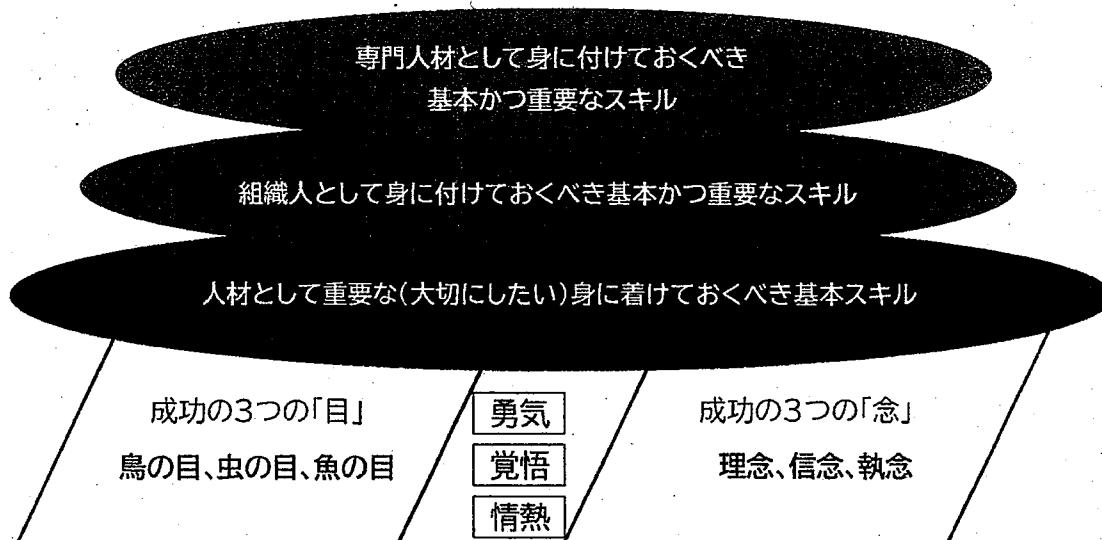 専門人材として身に付けておくべき
基本かつ重要なスキル
組織人として身に付けておくべき基本かつ重要なスキル
人材として重要な(大切にしたい)身に着けておくべき基本スキル
成功の3つの「目」
鳥の目、虫の目、魚の目
勇気
覚悟
情熱
成功の3つの「念」
理念、信念、執念